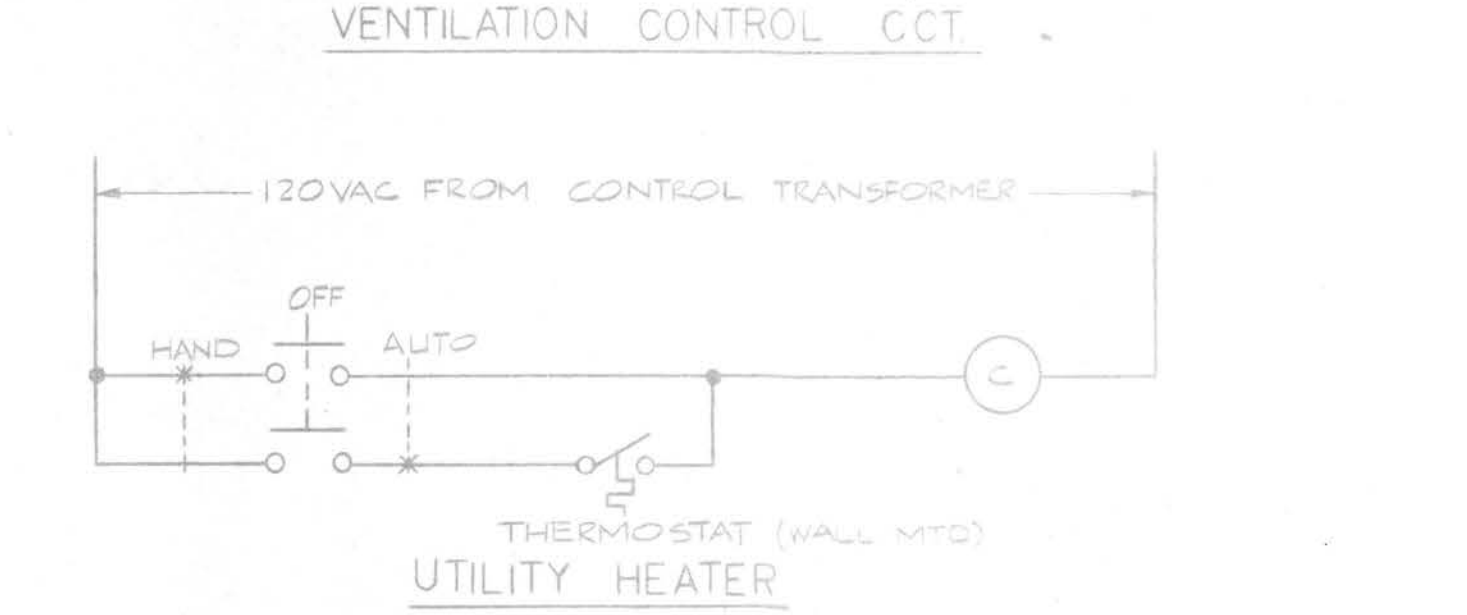 VENTILATION CONTROL CCT.
120VAC FROM CONTROL TRANSFORMER
OFF
HAND
AUTO
C
THERMOSTAT (WALL MTD)
UTILITY HEATER